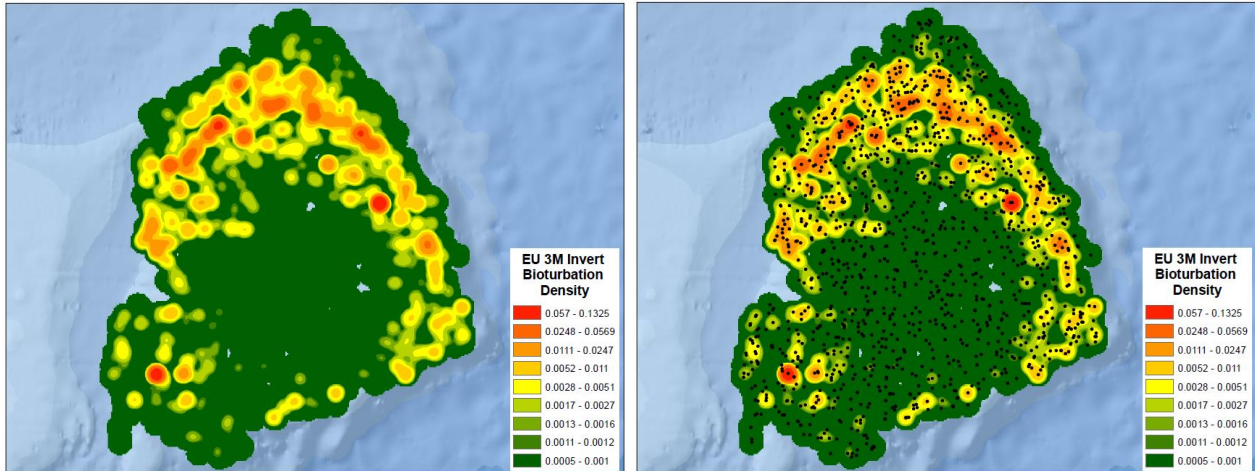 EU 3M Invert
Bioturbation
Density
0.057 - 0.1325
0.0248 - 0.0569
0.0111 - 0.0247
0.0052 - 0.011
0.0028 - 0.0051
0.0017 - 0.0027
0.0013 - 0.0016
0.0011 - 0.0012
0.0005 - 0.001
EU 3M Invert
Bioturbation
Density
0.057 - 0.1325
0.0248 - 0.0569
0.0111 - 0.0247
0.0052 - 0.011
0.0028 - 0.0051
0.0017 - 0.0027
0.0013 - 0.0016
0.0011 - 0.0012
0.0005 - 0.001